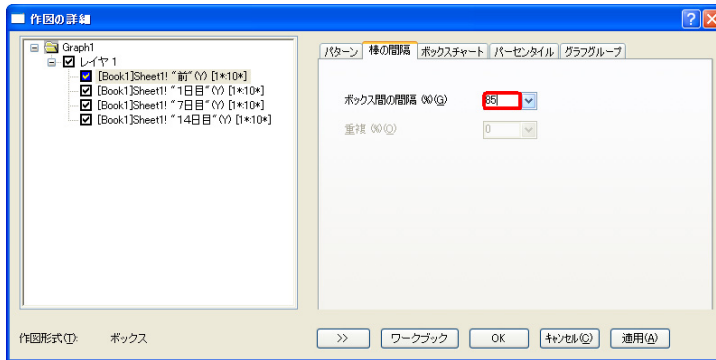 作図の詳細
Graph1
レイヤ 1
[Book1]Sheet1! "前"(Y) [1*:10*]
[Book1]Sheet1! "1日目"(Y) [1*:10*]
[Book1]Sheet1! "7日目"(Y) [1*:10*]
[Book1]Sheet1! "14日目"(Y) [1*:10*]
パターン 棒の間隔 ボックスチャート パーセンタイル グラフグループ
ボックス間の間隔 (%)(G) 85
重複 (%)(O) 0
作図形式(T): ボックス
>> ワークブック OK キャンセル(C) 適用(A)